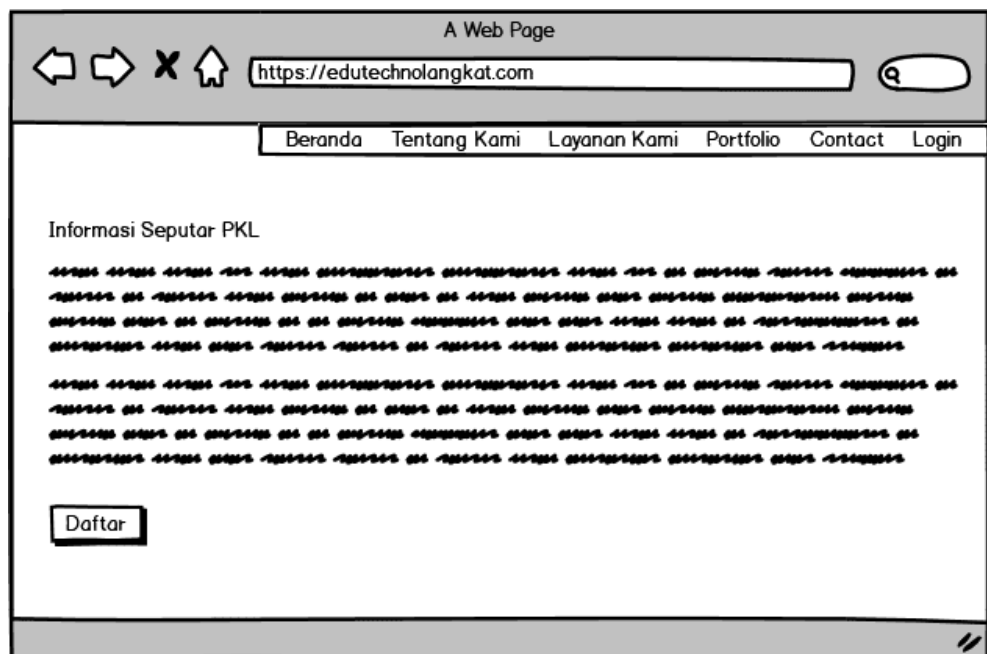 A Web Page
https://edutechnolangkat.com
Beranda Tentang Kami Layanan Kami Portfolio Contact Login
Informasi Seputar PKL
Daftar